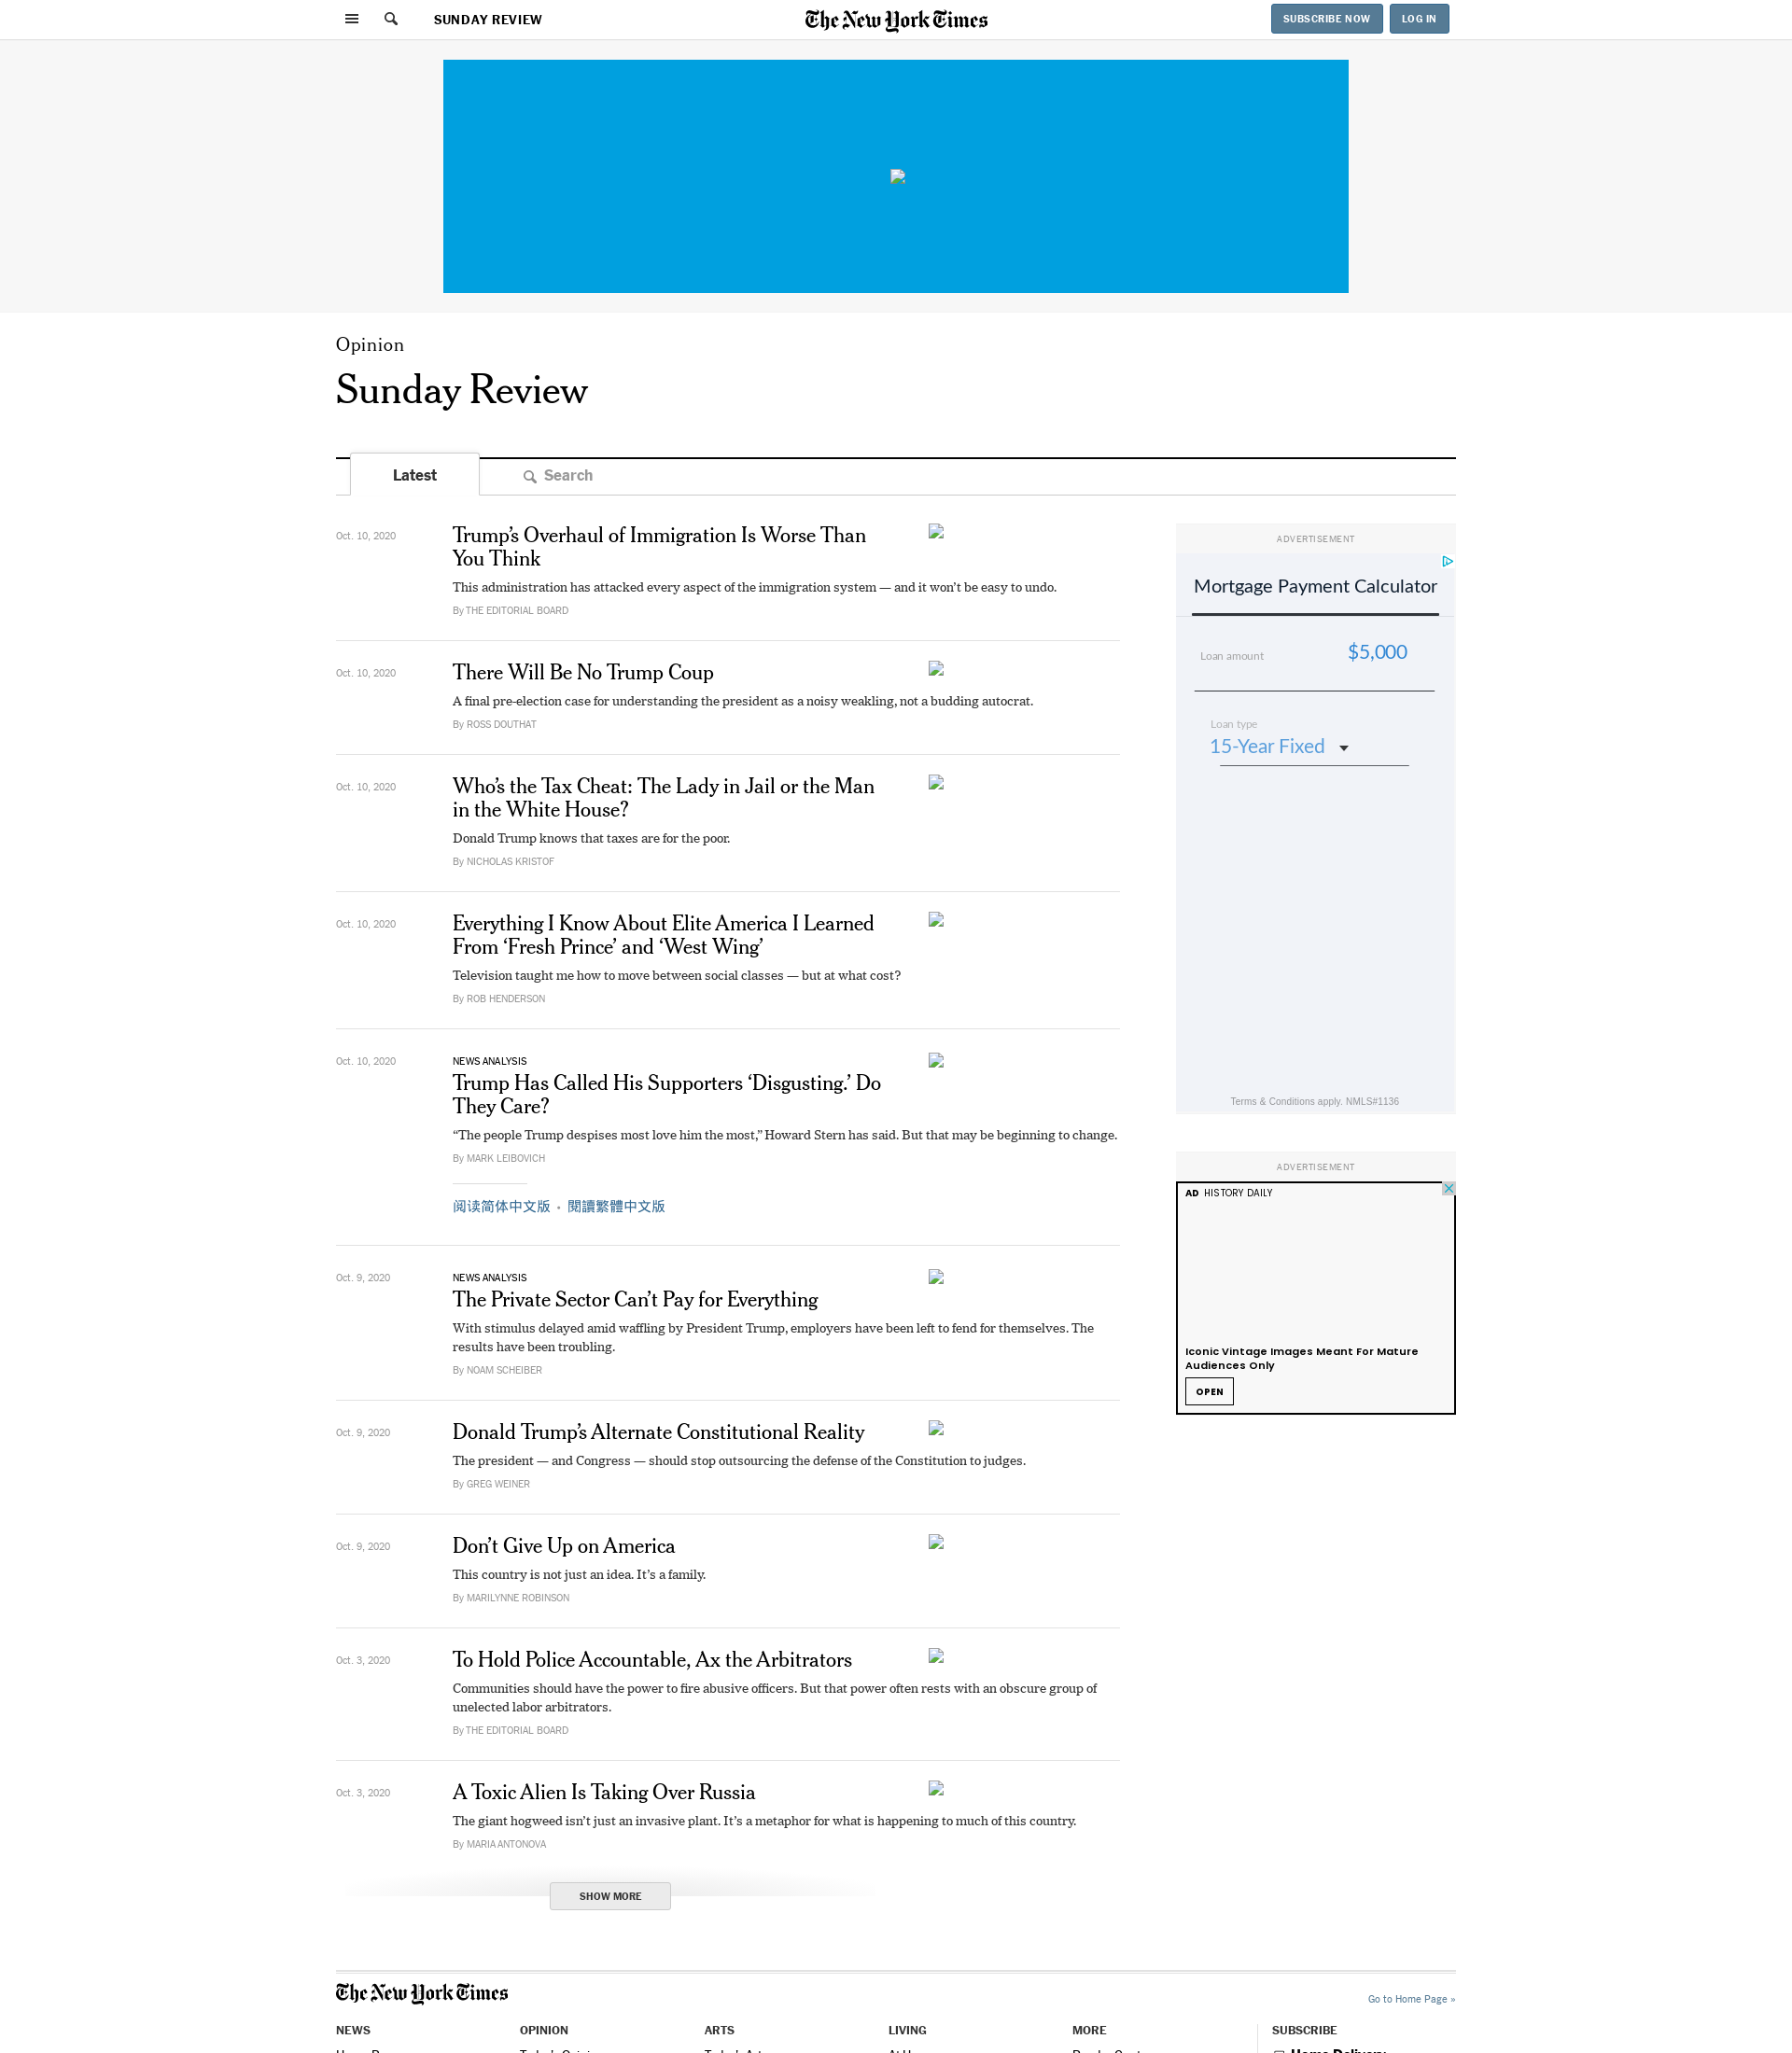 SUNDAY REVIEW
The New York Times
SUBSCRIBE NOW
LOG IN
Opinion
Sunday Review
Latest
Search
Oct. 10, 2020
Trump’s Overhaul of Immigration Is Worse Than
You Think
This administration has attacked every aspect of the immigration system — and it won’t be easy to undo.
By THE EDITORIAL BOARD
Oct. 10, 2020
There Will Be No Trump Coup
A final pre-election case for understanding the president as a noisy weakling, not a budding autocrat.
By ROSS DOUTHAT
Oct. 10, 2020
Who’s the Tax Cheat: The Lady in Jail or the Man
in the White House?
Donald Trump knows that taxes are for the poor.
By NICHOLAS KRISTOF
Oct. 10, 2020
Everything I Know About Elite America I Learned
From ‘Fresh Prince’ and ‘West Wing’
Television taught me how to move between social classes — but at what cost?
By ROB HENDERSON
Oct. 10, 2020
NEWS ANALYSIS
Trump Has Called His Supporters ‘Disgusting.’ Do
They Care?
“The people Trump despises most love him the most,” Howard Stern has said. But that may be beginning to change.
By MARK LEIBOVICH
阅读简体中文版 • 閱讀繁體中文版
Oct. 9, 2020
NEWS ANALYSIS
The Private Sector Can’t Pay for Everything
With stimulus delayed amid waffling by President Trump, employers have been left to fend for themselves. The
results have been troubling.
By NOAM SCHEIBER
Oct. 9, 2020
Donald Trump’s Alternate Constitutional Reality
The president — and Congress — should stop outsourcing the defense of the Constitution to judges.
By GREG WEINER
Oct. 9, 2020
Don’t Give Up on America
This country is not just an idea. It’s a family.
By MARILYNNE ROBINSON
Oct. 3, 2020
To Hold Police Accountable, Ax the Arbitrators
Communities should have the power to fire abusive officers. But that power often rests with an obscure group of
unelected labor arbitrators.
By THE EDITORIAL BOARD
Oct. 3, 2020
A Toxic Alien Is Taking Over Russia
The giant hogweed isn’t just an invasive plant. It’s a metaphor for what is happening to much of this country.
By MARIA ANTONOVA
SHOW MORE
ADVERTISEMENT
Mortgage Payment Calculator
Loan amount
$5,000
Loan type
15-Year Fixed
Terms & Conditions apply. NMLS#1136
ADVERTISEMENT
AD HISTORY DAILY
Iconic Vintage Images Meant For Mature
Audiences Only
OPEN
The New York Times
Go to Home Page »
NEWS
OPINION
ARTS
LIVING
MORE
SUBSCRIBE